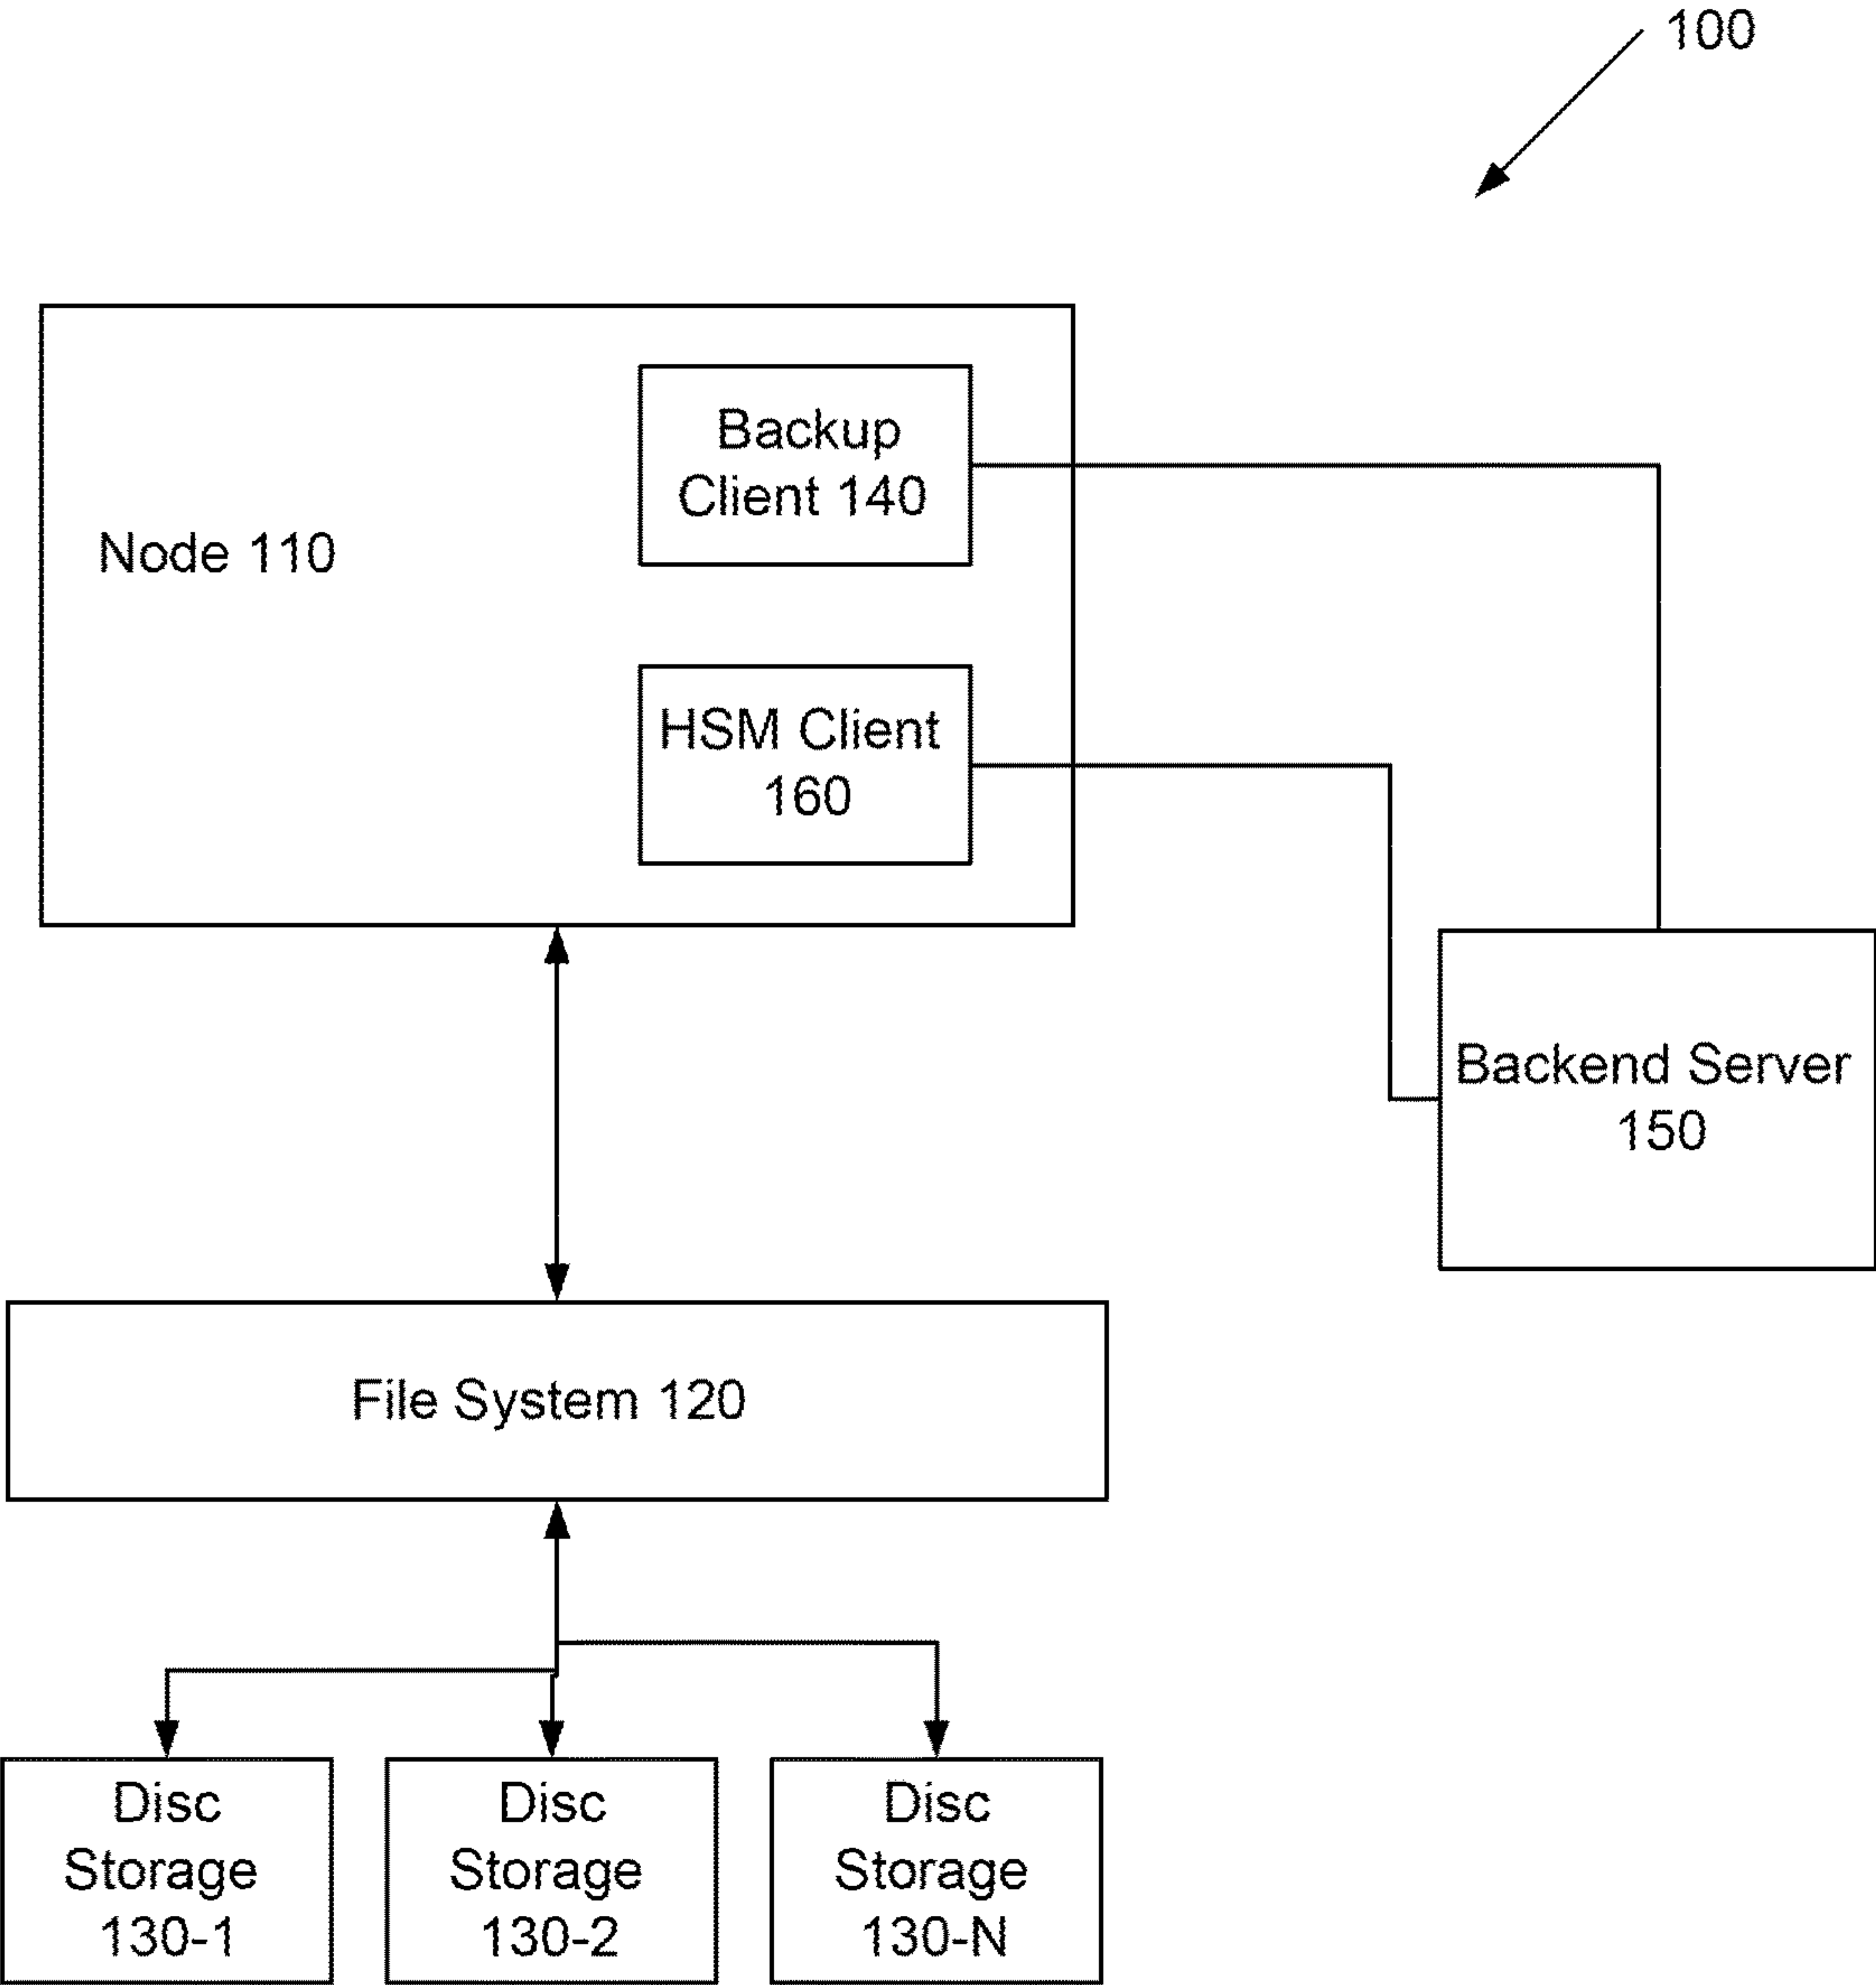 100
Backup
Client 140
Node 110
HSM Client
160
Backend Server
150
File System 120
Disc
Storage
130-1
Disc
Storage
130-2
Disc
Storage
130-N